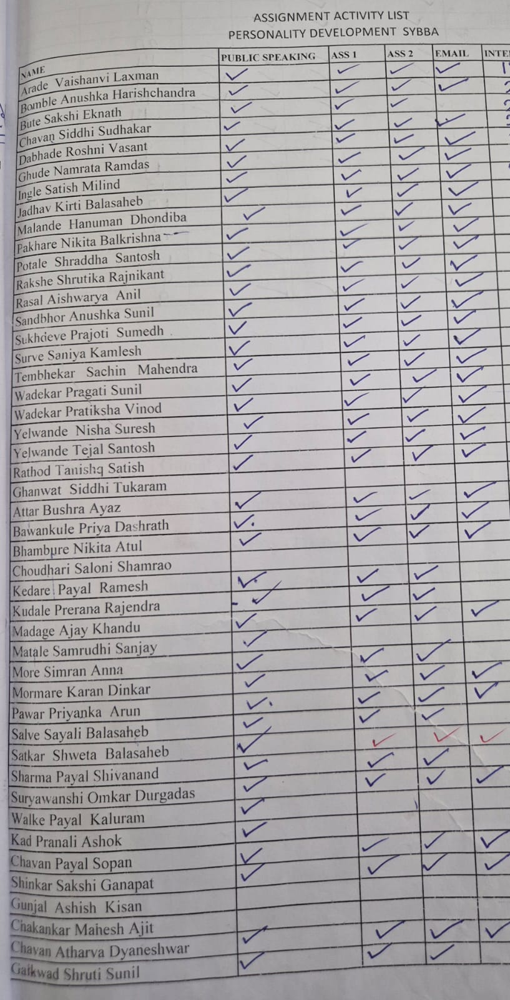 ASSIGNMENT ACTIVITY LIST
PERSONALITY DEVELOPMENT SYBBA
NAME PUBLIC SPEAKING ASS 1 ASS 2 EMAIL INTE
Arade Vaishanvi Laxman ✓ ✓ ✓ ✓
Bomble Anushka Harishchandra ✓ ✓ ✓ ✓
Bute Sakshi Eknath ✓ ✓ ✓
Chavan Siddhi Sudhakar ✓ ✓ ✓ ✓
Dabhade Roshni Vasant ✓ ✓ ✓ ✓
Ghude Namrata Ramdas ✓ ✓ ✓ ✓
Ingle Satish Milind ✓ ✓ ✓ ✓
Jadhav Kirti Balasaheb ✓ ✓ ✓ ✓
Malande Hanuman Dhondiba ✓ ✓ ✓ ✓
Pakhare Nikita Balkrishna ✓ ✓ ✓ ✓
Potale Shraddha Santosh ✓ ✓ ✓ ✓
Rakshe Shrutika Rajnikant ✓ ✓ ✓ ✓
Rasal Aishwarya Anil ✓ ✓ ✓ ✓
Sandbhor Anushka Sunil ✓ ✓ ✓ ✓
Sukhdeve Prajoti Sumedh ✓ ✓ ✓ ✓
Surve Saniya Kamlesh ✓ ✓ ✓ ✓
Tembhekar Sachin Mahendra ✓ ✓ ✓ ✓
Wadekar Pragati Sunil ✓ ✓ ✓ ✓
Wadekar Pratiksha Vinod ✓ ✓ ✓ ✓
Yelwande Nisha Suresh ✓ ✓ ✓ ✓
Yelwande Tejal Santosh ✓ ✓ ✓ ✓
Rathod Tanishq Satish ✓ ✓ ✓ ✓
Ghanwat Siddhi Tukaram
Attar Bushra Ayaz ✓ ✓ ✓ ✓
Bawankule Priya Dashrath ✓ ✓ ✓ ✓
Bhambure Nikita Atul ✓ ✓ ✓ ✓
Choudhari Saloni Shamrao
Kedare Payal Ramesh ✓ ✓ ✓
Kudale Prerana Rajendra ✓ ✓ ✓
Madage Ajay Khandu ✓ ✓ ✓ ✓
Matale Samrudhi Sanjay ✓
More Simran Anna ✓ ✓ ✓
Mormare Karan Dinkar ✓ ✓ ✓ ✓
Pawar Priyanka Arun ✓ ✓ ✓ ✓
Salve Sayali Balasaheb ✓ ✓ ✓
Satkar Shweta Balasaheb ✓ ✓ ✓ ✓
Sharma Payal Shivanand ✓ ✓ ✓
Suryawanshi Omkar Durgadas ✓ ✓ ✓ ✓
Walke Payal Kaluram ✓
Kad Pranali Ashok ✓
Chavan Payal Sopan ✓ ✓ ✓ ✓
Shinkar Sakshi Ganapat ✓ ✓ ✓ ✓
Gunjal Ashish Kisan
Chakankar Mahesh Ajit
Chavan Atharva Dyaneshwar ✓ ✓ ✓ ✓
Gaikwad Shruti Sunil ✓ ✓ ✓